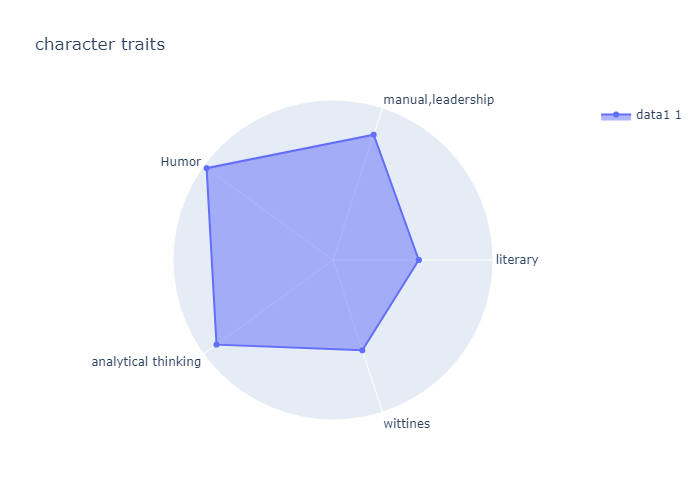 character traits
manual,leadership
data1 1
Humor
literary
analytical thinking
wittines